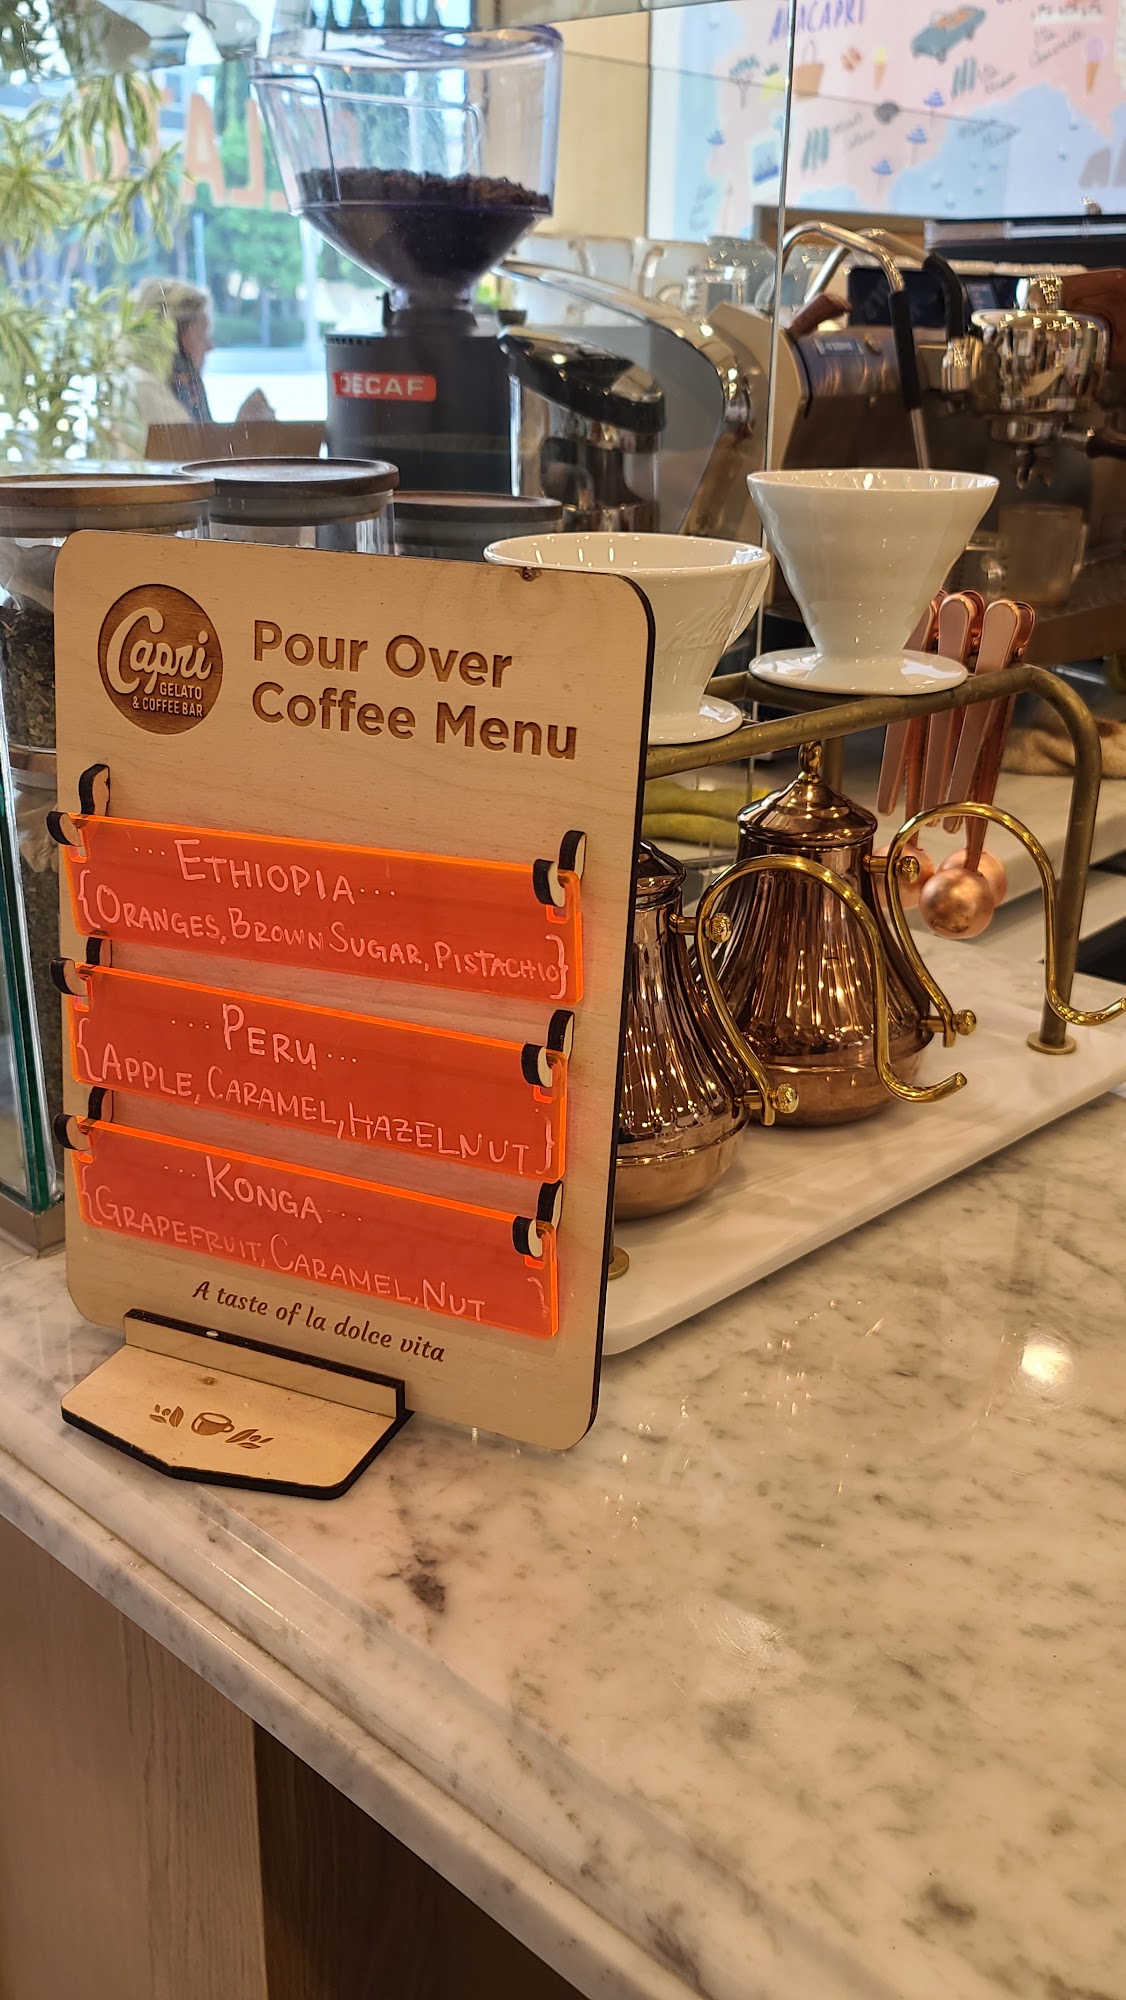 ANACAPRI
DECAF
Capri
GELATO
& COFFEE BAR
Pour Over
Coffee Menu
··· ETHIOPIA ···
{ORANGES, BROWN SUGAR, PISTACHIO}
··· PERU ···
{APPLE, CARAMEL, HAZELNUT}
··· KONGA ···
{GRAPEFRUIT, CARAMEL, NUT}
A taste of la dolce vita